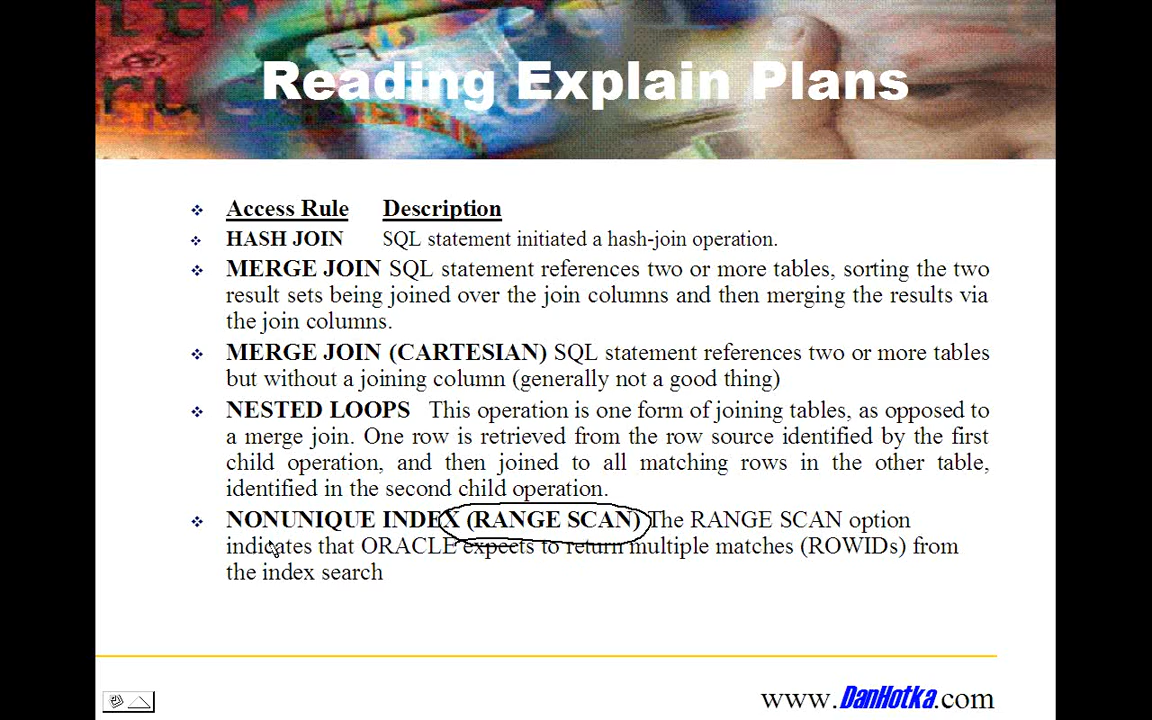 Reading Explain Plans
Access Rule Description
HASH JOIN SQL statement initiated a hash-join operation.
MERGE JOIN SQL statement references two or more tables, sorting the two
result sets being joined over the join columns and then merging the results via
the join columns.
MERGE JOIN (CARTESIAN) SQL statement references two or more tables
but without a joining column (generally not a good thing)
NESTED LOOPS This operation is one form of joining tables, as opposed to
a merge join. One row is retrieved from the row source identified by the first
child operation, and then joined to all matching rows in the other table,
identified in the second child operation.
NONUNIQUE INDEX (RANGE SCAN) The RANGE SCAN option
indicates that ORACLE expects to return multiple matches (ROWIDs) from
the index search
www.DanHotka.com